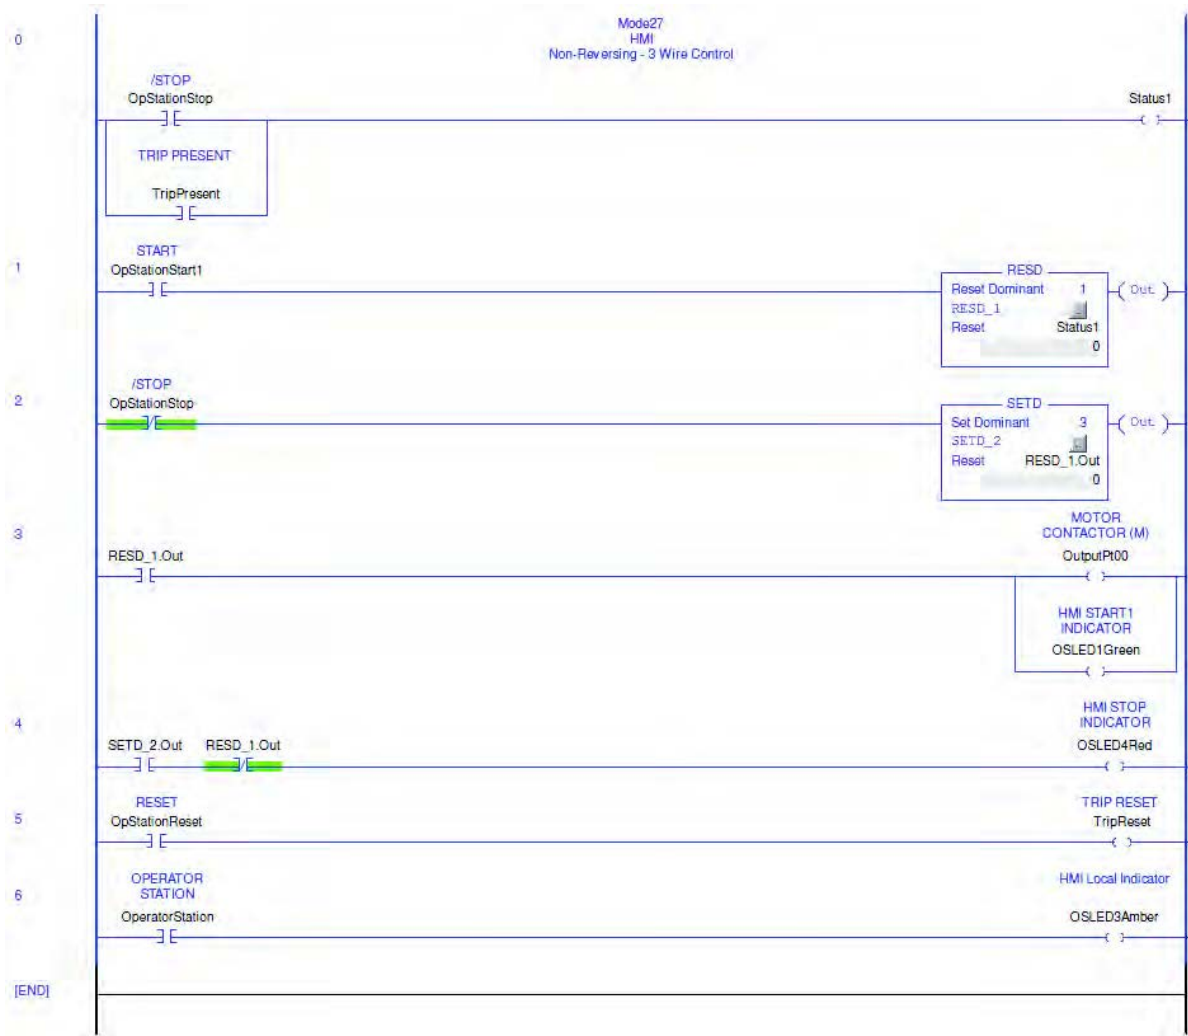 0
Mode27
HMI
Non-Reversing - 3 Wire Control
/STOP
OpStationStop
Status1
TRIP PRESENT
TripPresent
1
START
OpStationStart1
RESD
Reset Dominant 1
RESD_1
Reset Status1
0
Out
2
/STOP
OpStationStop
SETD
Set Dominant 3
SETD_2
Reset RESD_1.Out
0
Out
3
MOTOR
CONTACTOR (M)
RESD_1.Out
OutputPt00
HMI START1
INDICATOR
OSLED1Green
4
HMI STOP
INDICATOR
SETD_2.Out RESD_1.Out OSLED4Red
5
RESET
OpStationReset
TRIP RESET
TripReset
6
OPERATOR
STATION
OperatorStation
HMI Local Indicator
OSLED3Amber
[END]